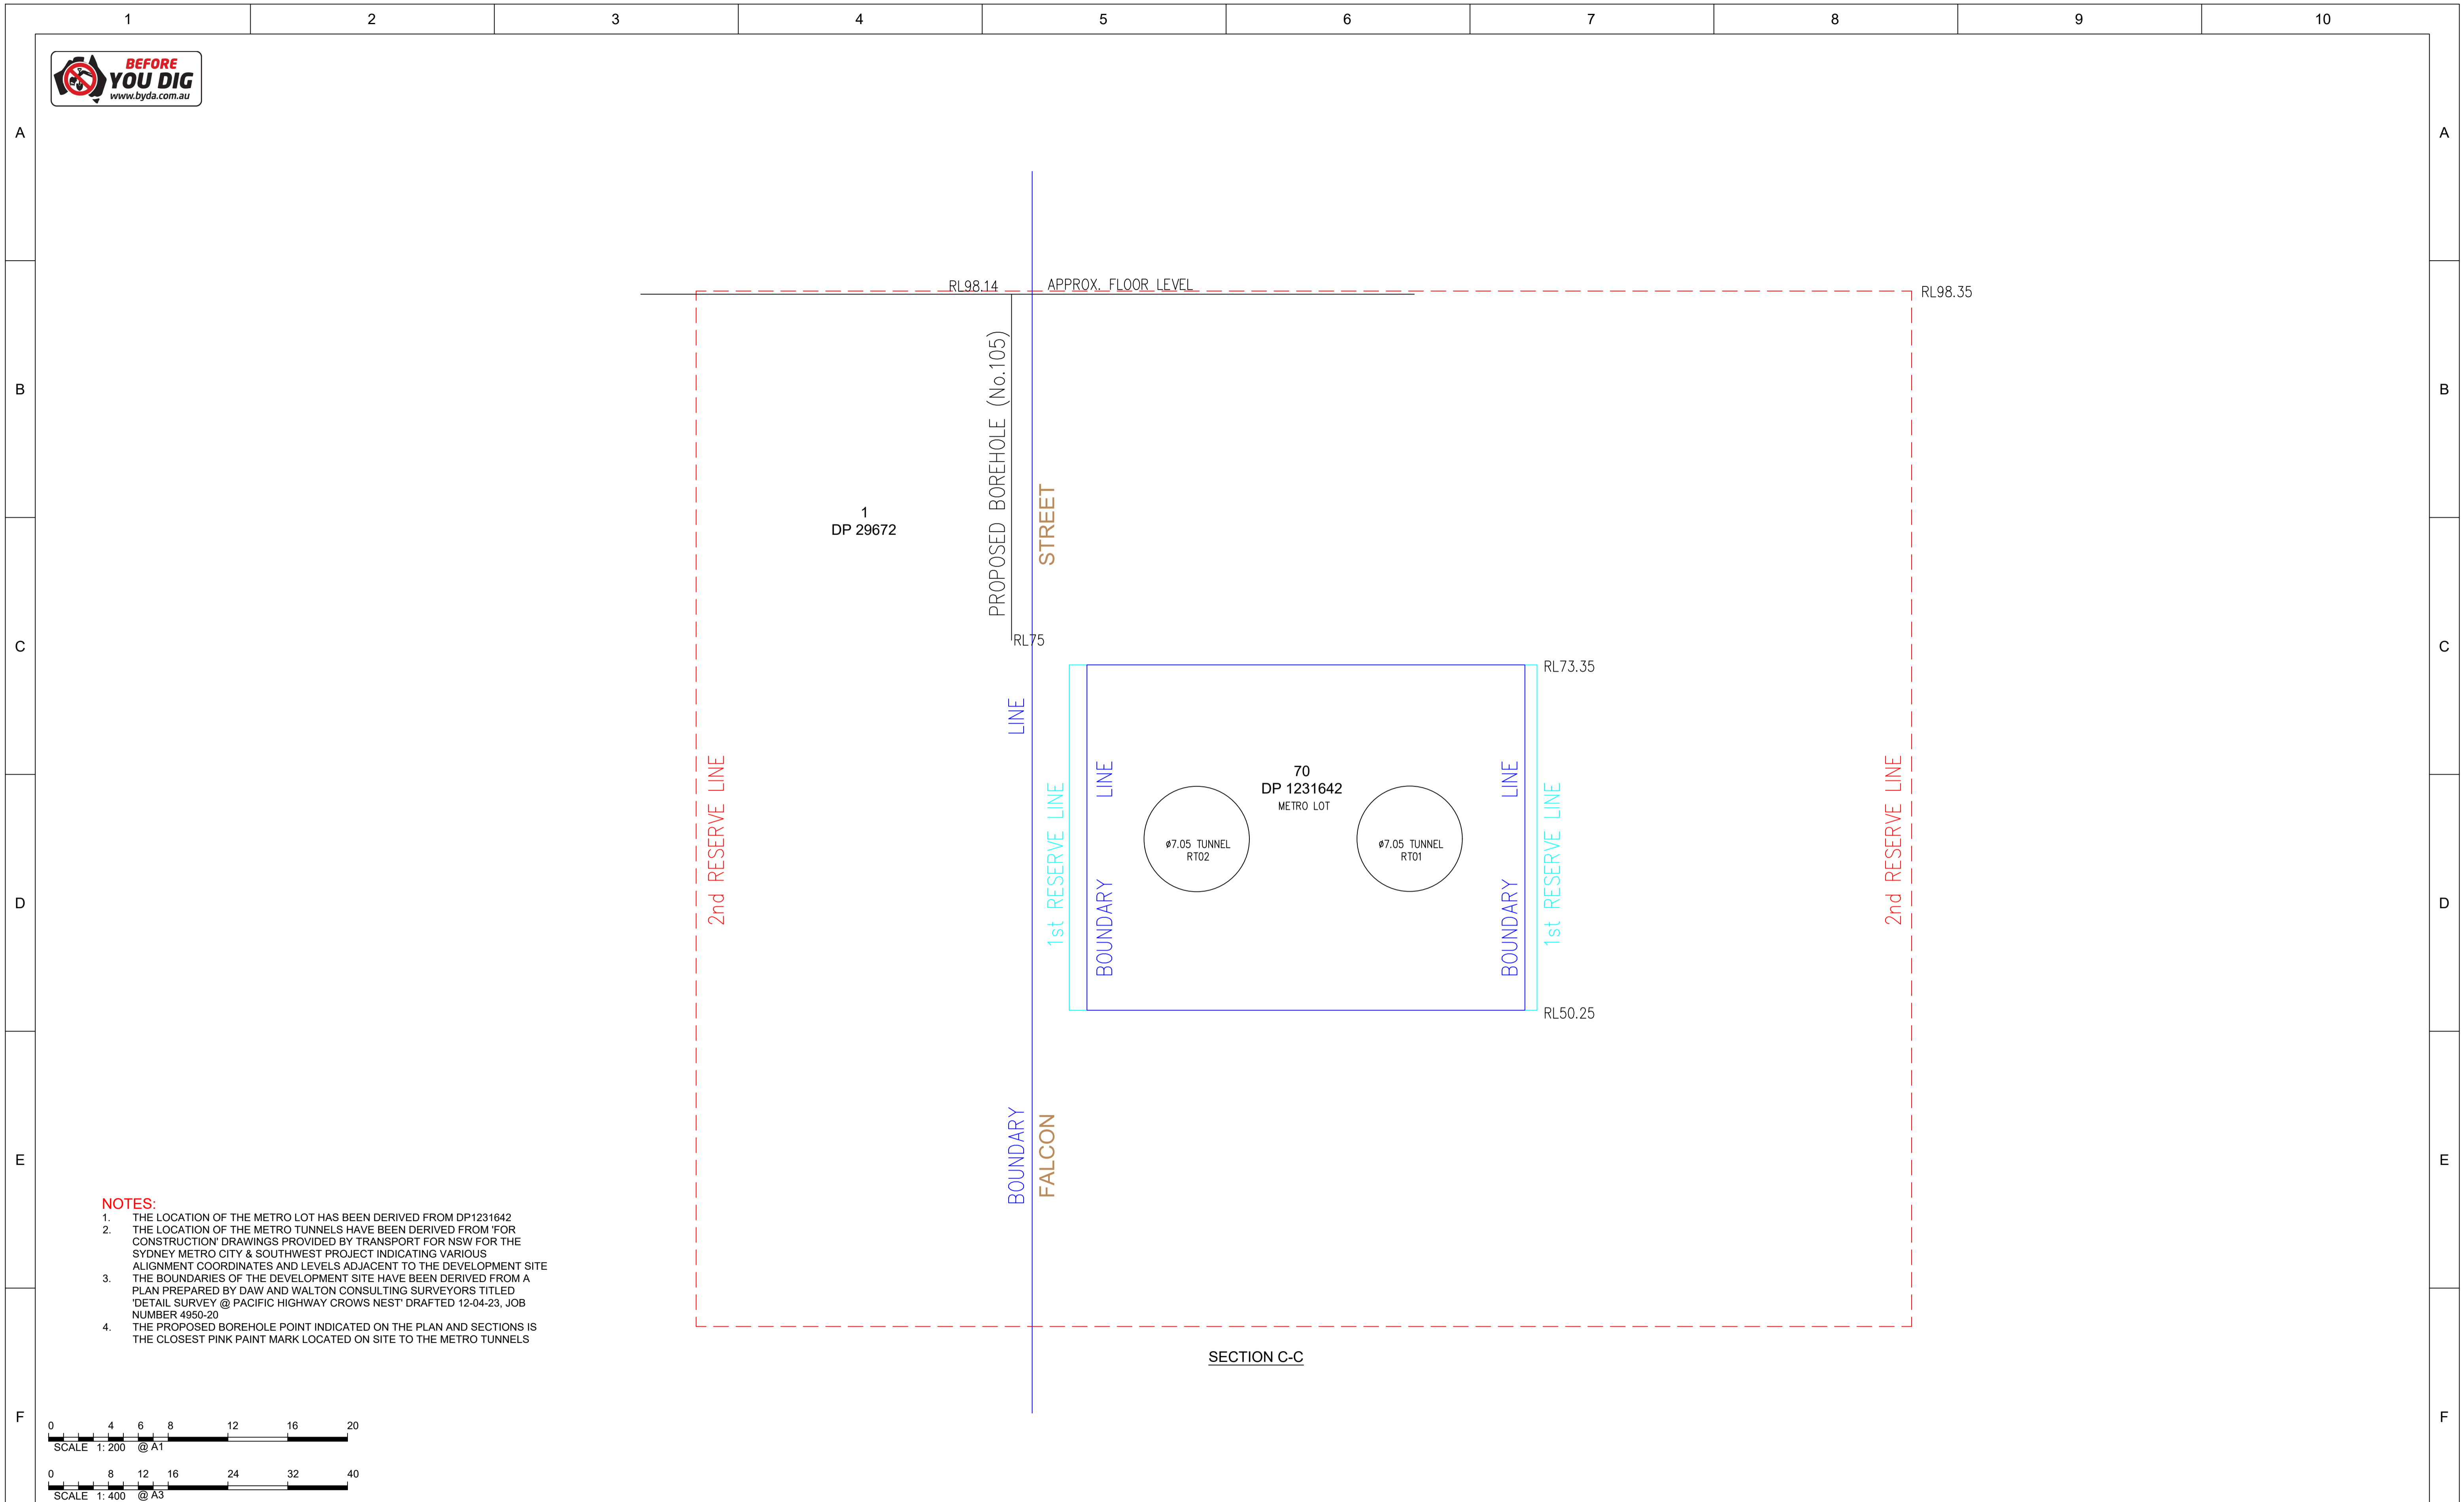 1 2 3 4 5 6 7 8 9 10
BEFORE
YOU DIG
www.byda.com.au
A A
RL98.14 APPROX. FLOOR LEVEL RL98.35
B B
PROPOSED BOREHOLE (No.105)
STREET
1
DP 29672
RL75
C C
RL73.35
LINE
2nd RESERVE LINE
1st RESERVE LINE
BOUNDARY LINE
70
DP 1231642
METRO LOT
ø7.05 TUNNEL
RT02
ø7.05 TUNNEL
RT01
BOUNDARY LINE
1st RESERVE LINE
2nd RESERVE LINE
D D
RL50.25
BOUNDARY
FALCON
E E
NOTES:
1. THE LOCATION OF THE METRO LOT HAS BEEN DERIVED FROM DP1231642
2. THE LOCATION OF THE METRO TUNNELS HAVE BEEN DERIVED FROM 'FOR
CONSTRUCTION' DRAWINGS PROVIDED BY TRANSPORT FOR NSW FOR THE
SYDNEY METRO CITY & SOUTHWEST PROJECT INDICATING VARIOUS
ALIGNMENT COORDINATES AND LEVELS ADJACENT TO THE DEVELOPMENT SITE
3. THE BOUNDARIES OF THE DEVELOPMENT SITE HAVE BEEN DERIVED FROM A
PLAN PREPARED BY DAW AND WALTON CONSULTING SURVEYORS TITLED
'DETAIL SURVEY @ PACIFIC HIGHWAY CROWS NEST' DRAFTED 12-04-23, JOB
NUMBER 4950-20
4. THE PROPOSED BOREHOLE POINT INDICATED ON THE PLAN AND SECTIONS IS
THE CLOSEST PINK PAINT MARK LOCATED ON SITE TO THE METRO TUNNELS
SECTION C-C
F F
0 4 6 8 12 16 20
SCALE 1: 200 @ A1
0 8 12 16 24 32 40
SCALE 1: 400 @ A3